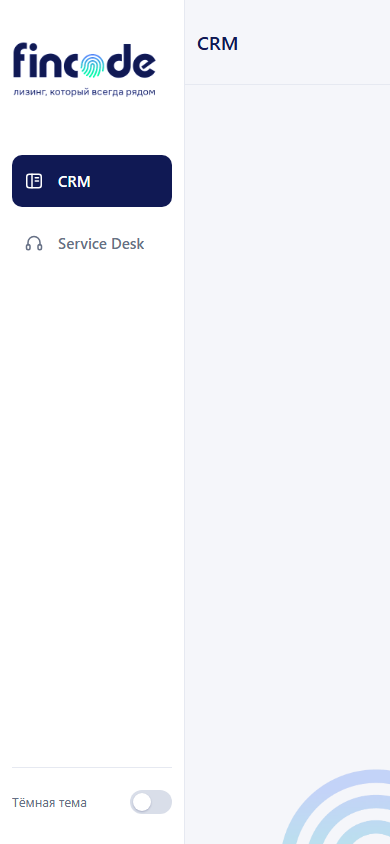 fincode
лизинг, который всегда рядом
CRM
CRM
Service Desk
Тёмная тема